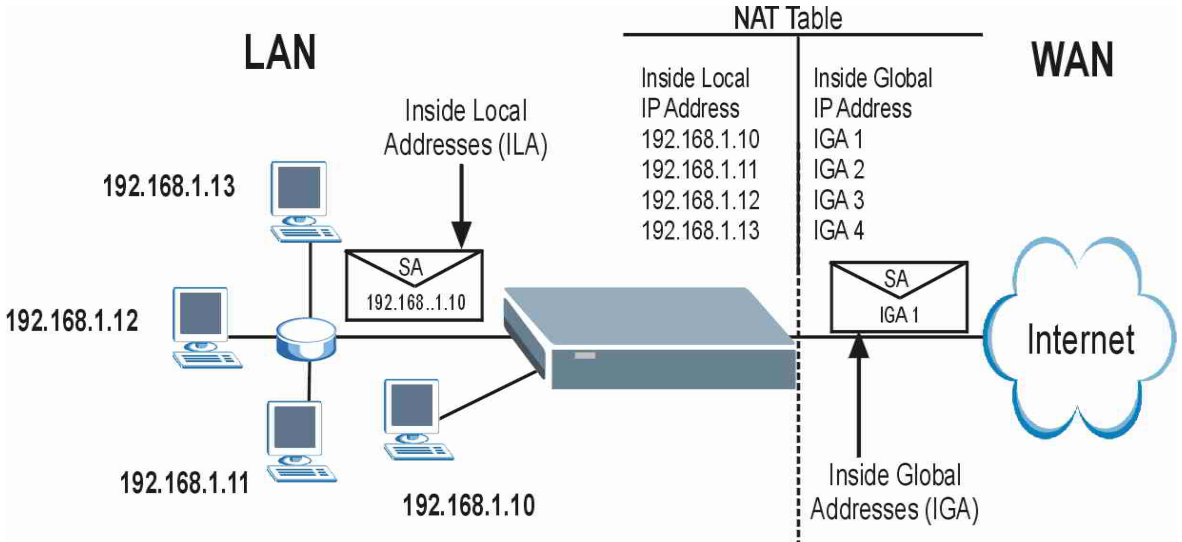 NAT Table
LAN
WAN
Inside Local
IP Address
192.168.1.10
192.168.1.11
192.168.1.12
192.168.1.13
Inside Global
IP Address
IGA 1
IGA 2
IGA 3
IGA 4
Inside Local
Addresses (ILA)
192.168.1.13
SA
192.168..1.10
SA
IGA 1
192.168.1.12
Internet
192.168.1.11
192.168.1.10
Inside Global
Addresses (IGA)